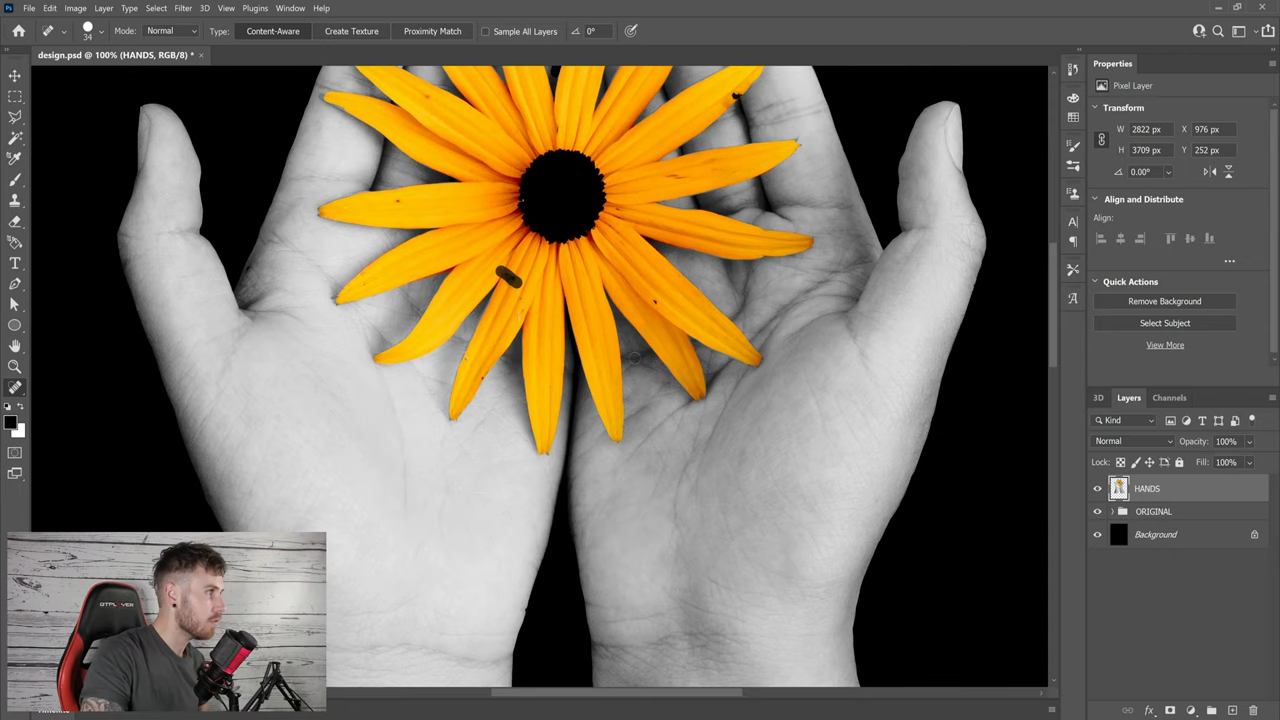 Ps File Edit Image Layer Type Select Filter 3D View Plugins Window Help
34 Mode: Normal Type: Content-Aware Create Texture Proximity Match Sample All Layers 0°
design.psd @ 100% (HANDS, RGB/8) * ×
Properties
Pixel Layer
Transform
W 2822 px X 976 px
H 3709 px Y 252 px
0.00°
Align and Distribute
Align:
Quick Actions
Remove Background
Select Subject
View More
3D Layers Channels
Kind
Normal Opacity: 100%
Lock: Fill: 100%
HANDS
ORIGINAL
Background
GTPLAYER